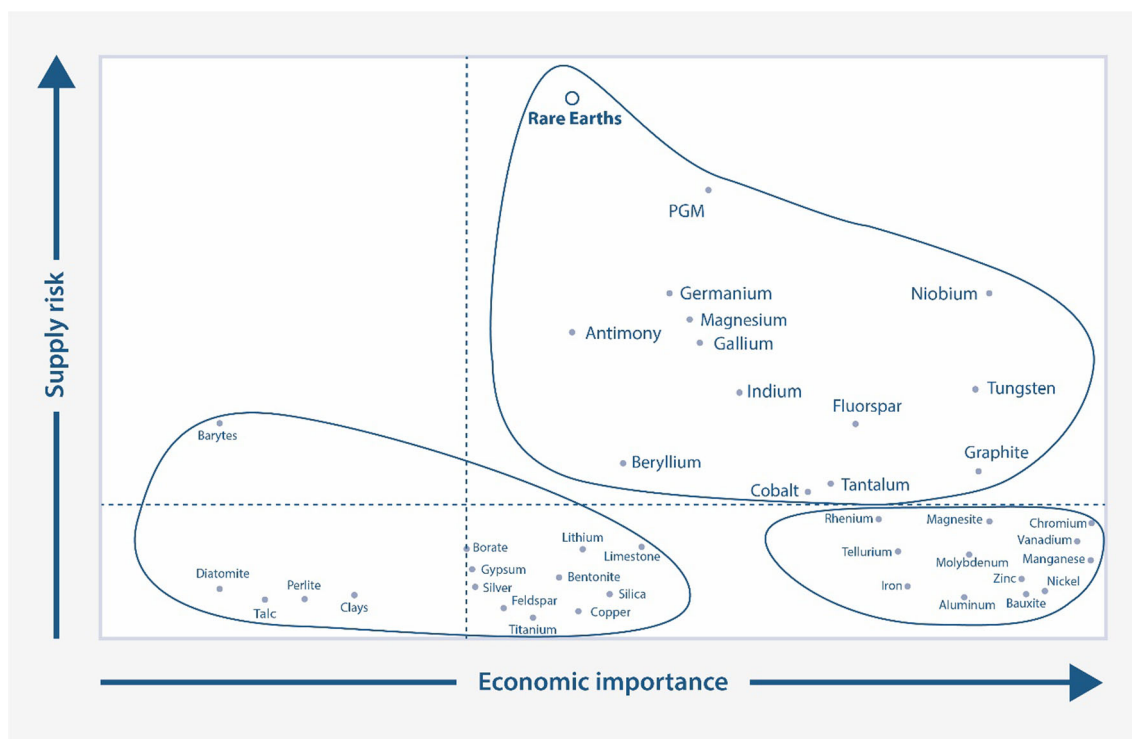 Supply risk
Rare Earths
PGM
Germanium
Niobium
Magnesium
Antimony
Gallium
Indium
Tungsten
Fluorspar
Barytes
Graphite
Beryllium
Tantalum
Cobalt
Rhenium
Magnesite
Chromium
Lithium
Vanadium
Borate
Limestone
Tellurium
Molybdenum
Manganese
Gypsum
Diatomite
Bentonite
Zinc
Nickel
Perlite
Silver
Iron
Silica
Feldspar
Talc
Clays
Copper
Aluminum
Bauxite
Titanium
Economic importance